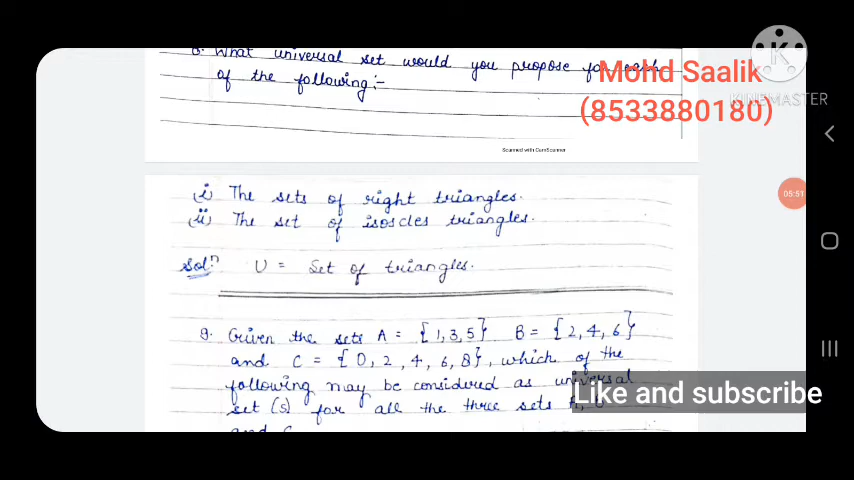 What universal set would you propose for each
of the following:-
Mohd Saalik
(8533880180)
KINEMASTER
Scanned with CamScanner
05:51
(i) The sets of right triangles.
(ii) The set of isoscles triangles.
Solⁿ. U = Set of triangles.
9. Given the sets A = {1,3,5} B = {2,4,6}
and C = {0,2,4,6,8}, which of the
following may be considered as universal
set (s) for all the three sets A,
and C
Like and subscribe